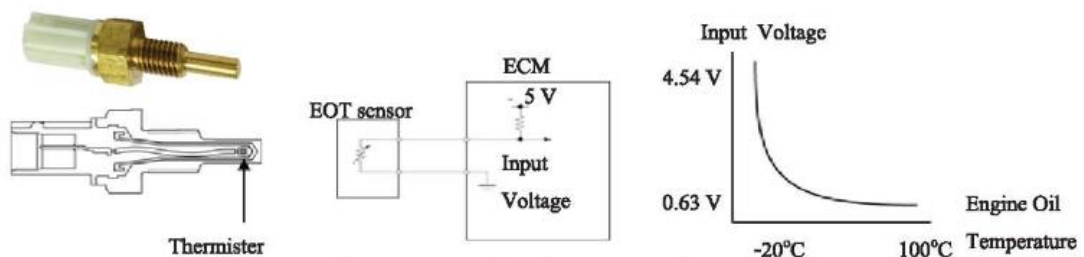 Thermister
EOT sensor
ECM
5 V
Input
Voltage
Input Voltage
4.54 V
0.63 V
-20°C
100°C
Engine Oil
Temperature